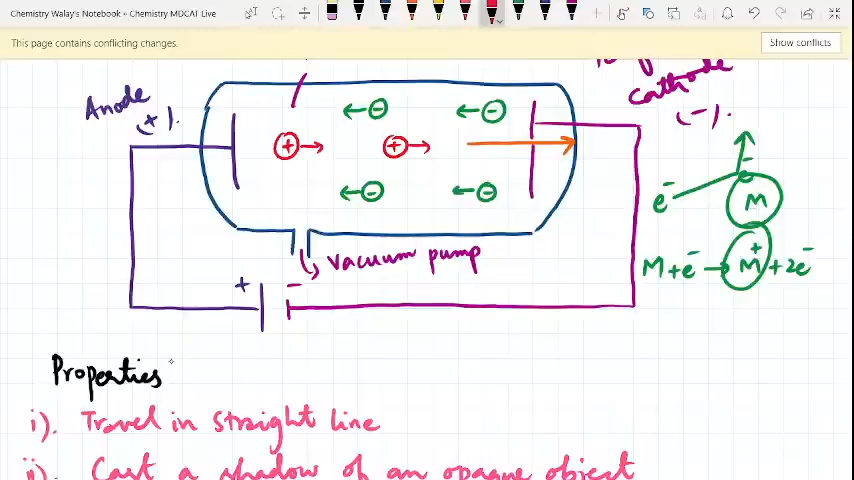 Chemistry Walay's Notebook » Chemistry MDCAT Live
This page contains conflicting changes.
Show conflicts
cathode
(-).
Anode
(+).
⊖ ⊖
⊕ ⊕
⊖ ⊖
e⁻ M
M + e⁻ → M⁺ + 2e⁻
vacuum pump
+ −
Properties
i). Travel in straight line
ii). Cast a shadow of an opaque object